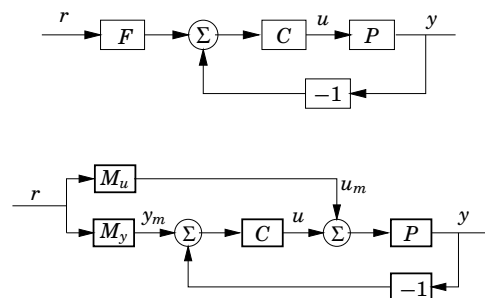 r F Σ C u P y
−1
r M_u u_m
M_y y_m Σ C u Σ P y
−1